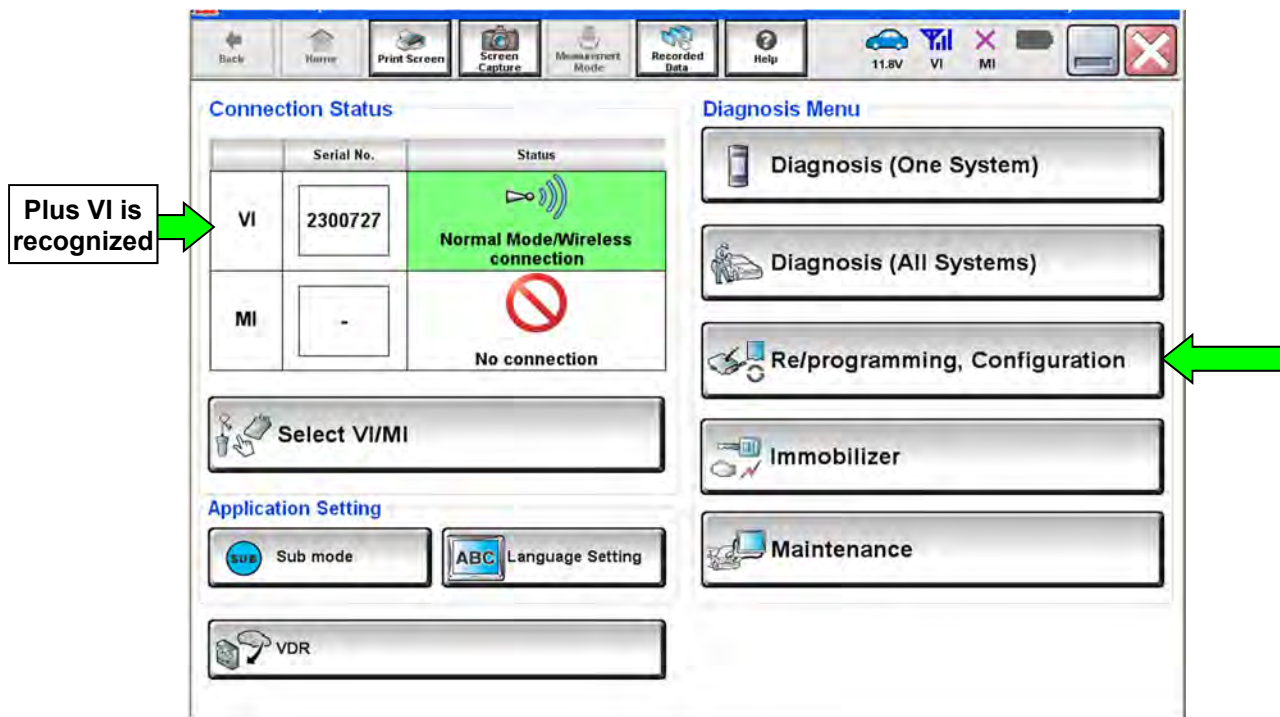 Back
Home
Print Screen
Screen
Capture
Measurement
Mode
Recorded
Data
Help
11.8V
VI
MI
Connection Status
Serial No.
Status
VI
2300727
Normal Mode/Wireless
connection
MI
-
No connection
Plus VI is
recognized
Select VI/MI
Application Setting
SUB
Sub mode
ABC
Language Setting
VDR
Diagnosis Menu
Diagnosis (One System)
Diagnosis (All Systems)
Re/programming, Configuration
Immobilizer
Maintenance